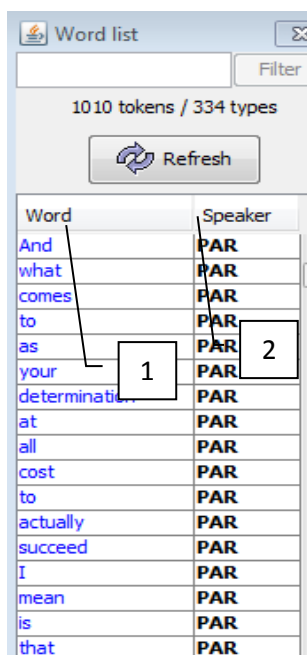 Word list
Filter
1010 tokens / 334 types
Refresh
Word Speaker
And PAR
what PAR
comes PAR
to PAR
as PAR
your PAR
determination PAR
at PAR
all PAR
cost PAR
to PAR
actually PAR
succeed PAR
I PAR
mean PAR
is PAR
that PAR
1
2